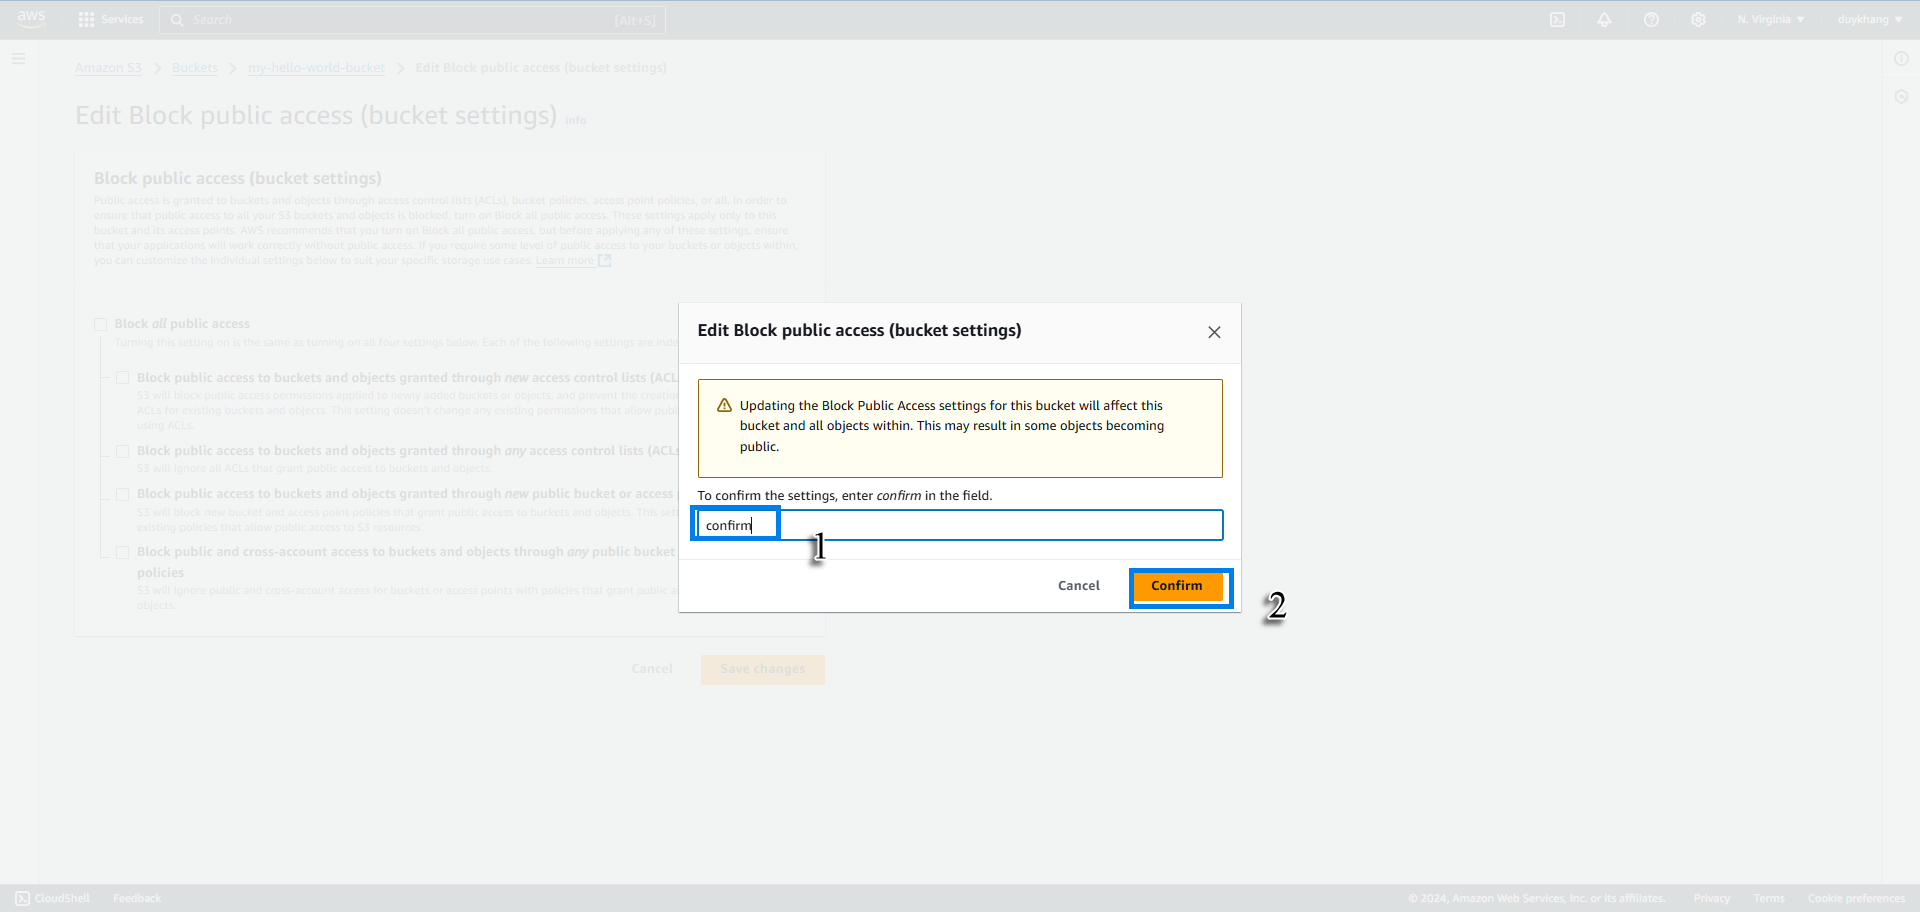 aws
Services
Search
[Alt+S]
N. Virginia
duykhang
Amazon S3
Buckets
my-hello-world-bucket
Edit Block public access (bucket settings)
Edit Block public access (bucket settings) Info
Block public access (bucket settings)
Public access is granted to buckets and objects through access control lists (ACLs), bucket policies, access point policies, or all. In order to
ensure that public access to all your S3 buckets and objects is blocked, turn on Block all public access. These settings apply only to this
bucket and its access points. AWS recommends that you turn on Block all public access, but before applying any of these settings, ensure
that your applications will work correctly without public access. If you require some level of public access to your buckets or objects within,
you can customize the individual settings below to suit your specific storage use cases. Learn more
Block all public access
Turning this setting on is the same as turning on all four settings below. Each of the following settings are
Block public access to buckets and objects granted through new access control lists (ACL
S3 will block public access permissions applied to newly added buckets or objects, and prevent the
ACLs for existing buckets and objects. This setting doesn't change any existing permissions that allow
using ACLs.
Block public access to buckets and objects granted through any access control lists (ACLs
S3 will ignore all ACLs that grant public access to buckets and objects.
Block public access to buckets and objects granted through new public bucket or access
S3 will block new bucket and access point policies that grant public access to buckets and objects. This
existing policies that allow public access to S3 resources.
Block public and cross-account access to buckets and objects through any public bucket
policies
S3 will ignore public and cross-account access for buckets or access points with policies that grant public
objects.
Cancel
Save changes
Edit Block public access (bucket settings)
Updating the Block Public Access settings for this bucket will affect this
bucket and all objects within. This may result in some objects becoming
public.
To confirm the settings, enter confirm in the field.
confirm
1
Cancel
Confirm
2
CloudShell
Feedback
© 2024, Amazon Web Services, Inc. or its affiliates.
Privacy
Terms
Cookie preferences